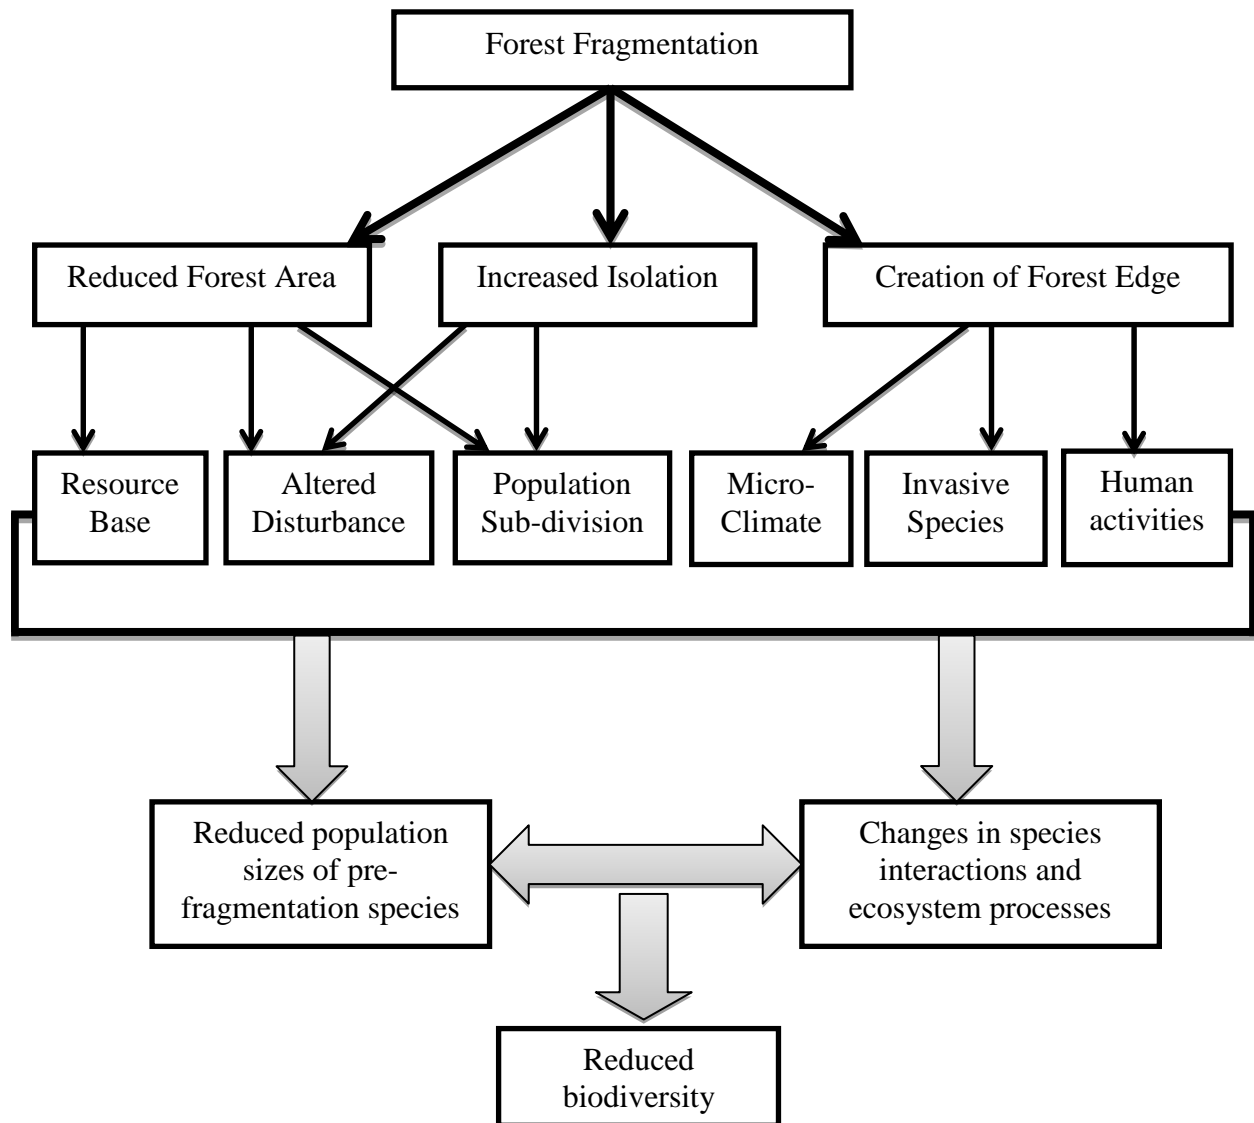 Forest Fragmentation
Reduced Forest Area
Increased Isolation
Creation of Forest Edge
Resource
Base
Altered
Disturbance
Population
Sub-division
Micro-
Climate
Invasive
Species
Human
activities
Reduced population
sizes of pre-
fragmentation species
Changes in species
interactions and
ecosystem processes
Reduced
biodiversity